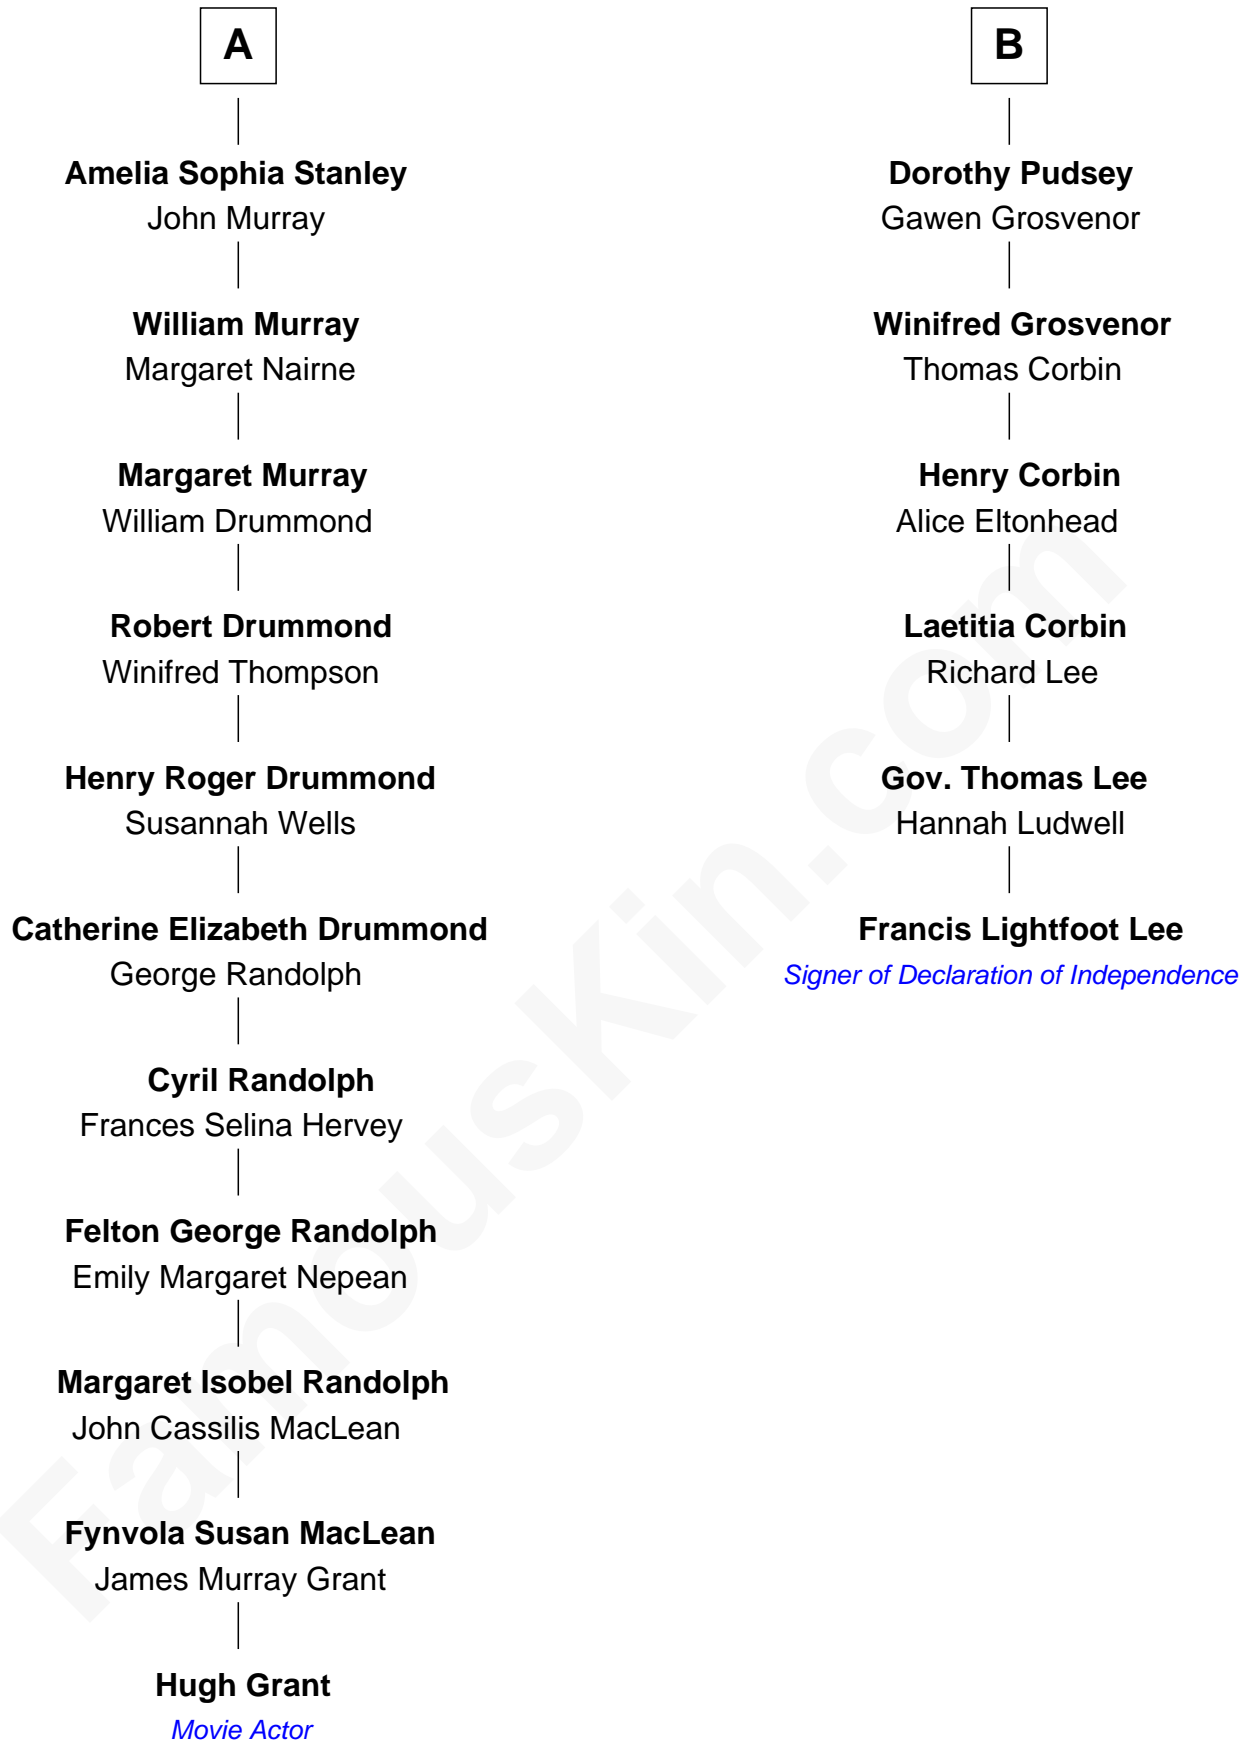 A
Amelia Sophia Stanley
John Murray
William Murray
Margaret Nairne
Margaret Murray
William Drummond
Robert Drummond
Winifred Thompson
Henry Roger Drummond
Susannah Wells
Catherine Elizabeth Drummond
George Randolph
Cyril Randolph
Frances Selina Hervey
Felton George Randolph
Emily Margaret Nepean
Margaret Isobel Randolph
John Cassilis MacLean
Fynvola Susan MacLean
James Murray Grant
Hugh Grant
Movie Actor
B
Dorothy Pudsey
Gawen Grosvenor
Winifred Grosvenor
Thomas Corbin
Henry Corbin
Alice Eltonhead
Laetitia Corbin
Richard Lee
Gov. Thomas Lee
Hannah Ludwell
Francis Lightfoot Lee
Signer of Declaration of Independence
FamousKin.com